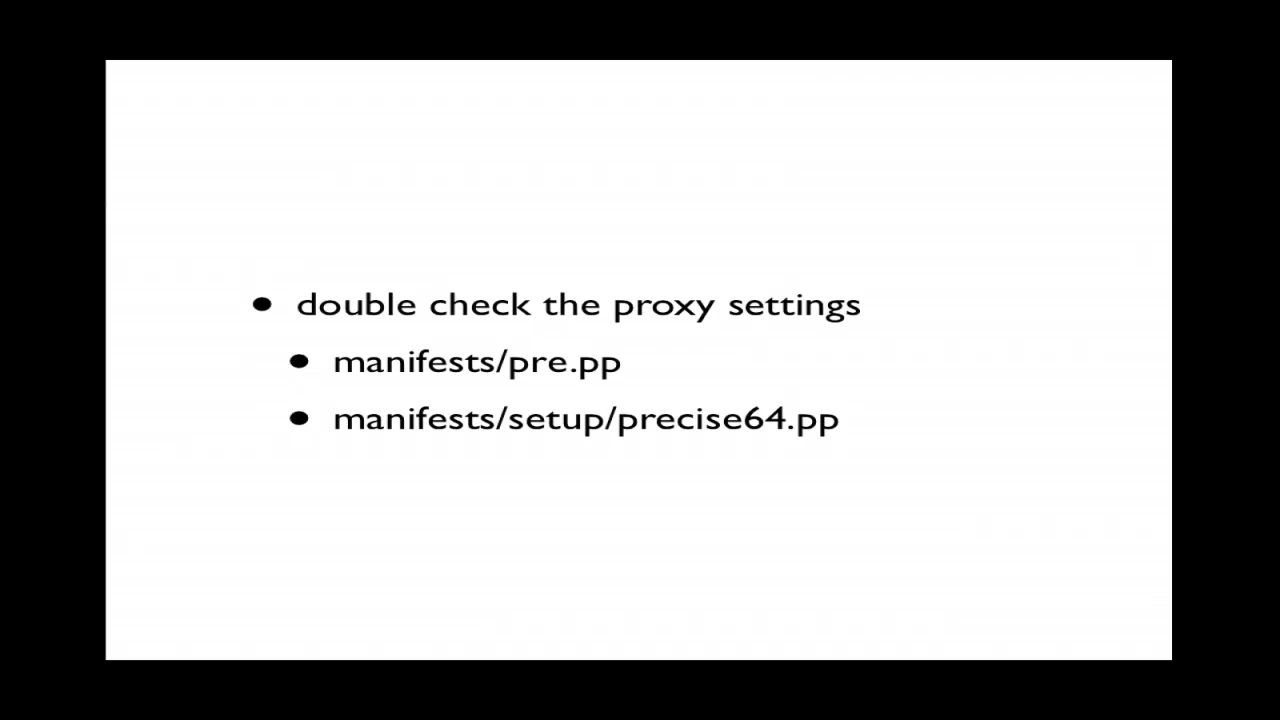 • double check the proxy settings
• manifests/pre.pp
• manifests/setup/precise64.pp